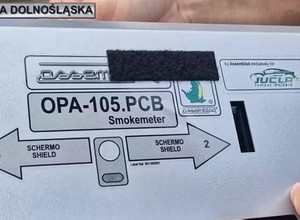 A DOLNOŚLĄSKA
by Assemblad exclusively for
JUCLA
OPA-105.PCB
Smokemeter
SCHERMO
SHIELD
SCHERMO
SHIELD
2